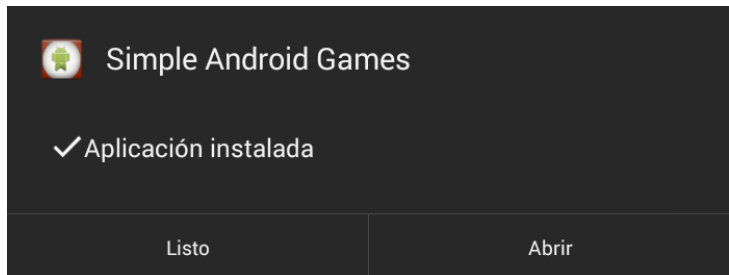 Simple Android Games
Aplicación instalada
Listo
Abrir